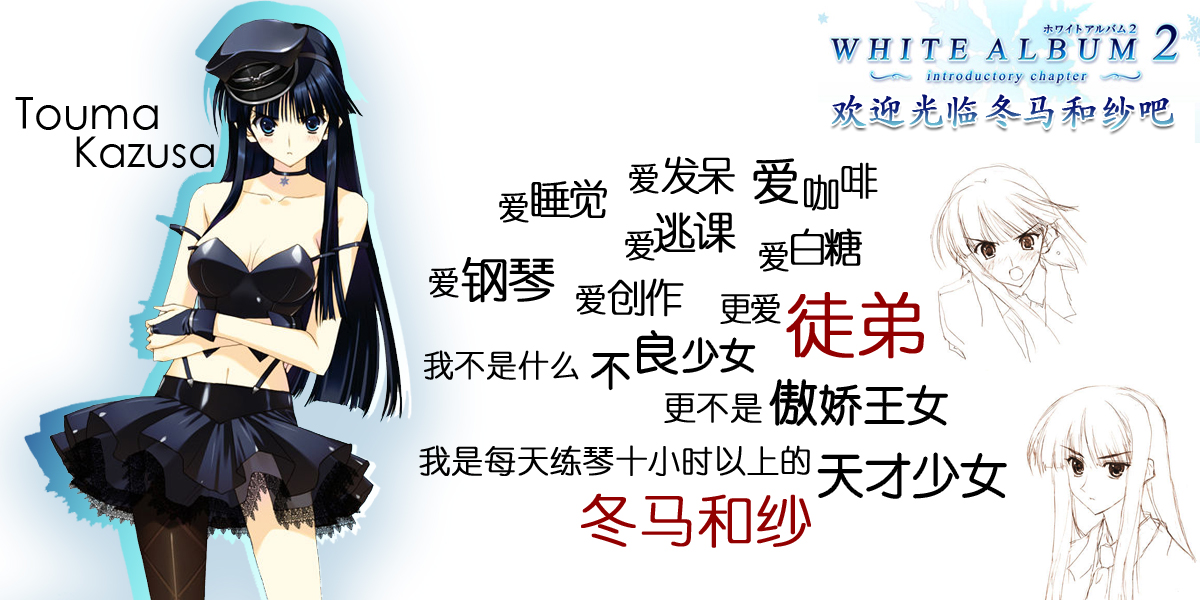 ホワイトアルバム2
WHITE ALBUM 2
introductory chapter
欢迎光临冬马和纱吧
Touma
Kazusa
爱睡觉 爱发呆 爱咖啡
爱逃课 爱白糖
爱钢琴 爱创作 更爱徒弟
我不是什么不良少女
更不是傲娇王女
我是每天练琴十小时以上的天才少女
冬马和纱